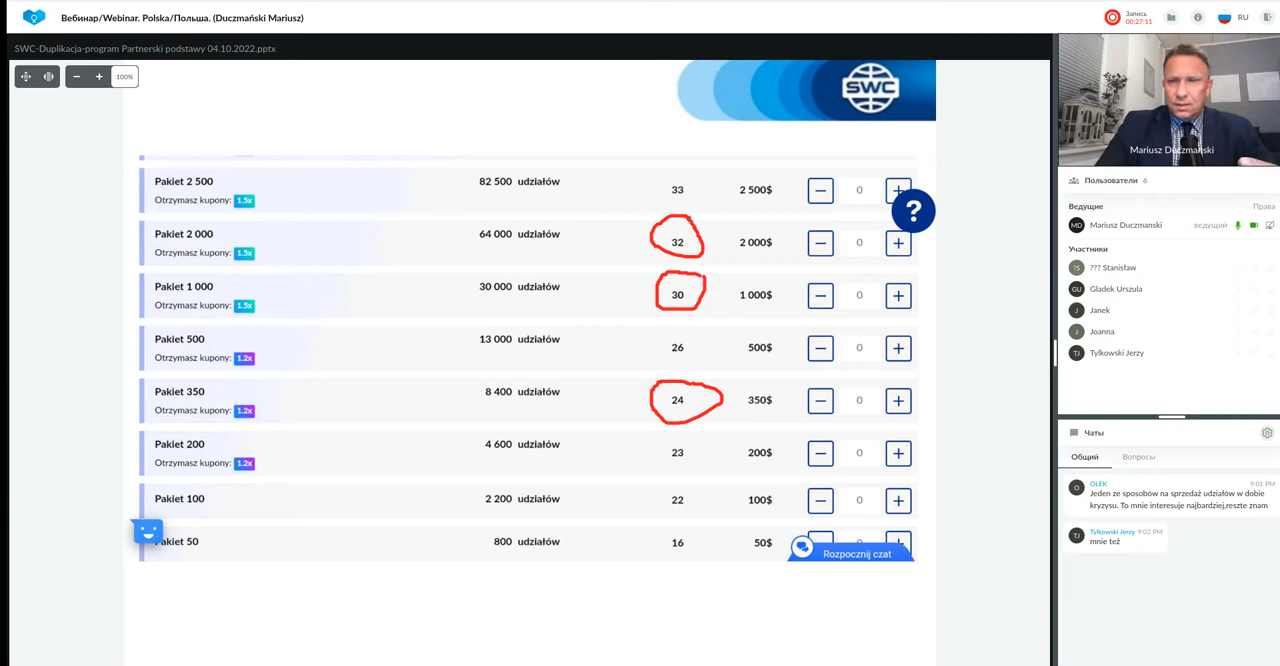 Вебинар/Webinar. Polska/Польша. (Duczmański Mariusz)
Запись
00:27:11
RU
SWC-Duplikacja-program Partnerski podstawy 04.10.2022.pptx
100%
SWC
Pakiet 2 500
82 500 udziałów
33
2 500$
0
Otrzymasz kupony: 1.5x
?
Pakiet 2 000
64 000 udziałów
32
2 000$
0
Otrzymasz kupony: 1.5x
Pakiet 1 000
30 000 udziałów
30
1 000$
0
Otrzymasz kupony: 1.5x
Pakiet 500
13 000 udziałów
26
500$
0
Otrzymasz kupony: 1.2x
Pakiet 350
8 400 udziałów
24
350$
0
Otrzymasz kupony: 1.2x
Pakiet 200
4 600 udziałów
23
200$
0
Otrzymasz kupony: 1.2x
Pakiet 100
2 200 udziałów
22
100$
0
Pakiet 50
800 udziałów
16
50$
0
Rozpocznij czat
Mariusz Duczmański
Пользователи 6
Ведущие
Права
MD Mariusz Duczmanski ведущий
Участники
?S ??? Stanisław
GU Gladek Urszula
J Janek
J Joanna
TJ Tylkowski Jerzy
Чаты
Общий
Вопросы
O OLEK 9:01 PM
Jeden ze sposobów na sprzedaż udziałów w dobie
kryzysu. To mnie interesuje najbardziej,reszte znam
TJ Tylkowski Jerzy 9:02 PM
mnie też